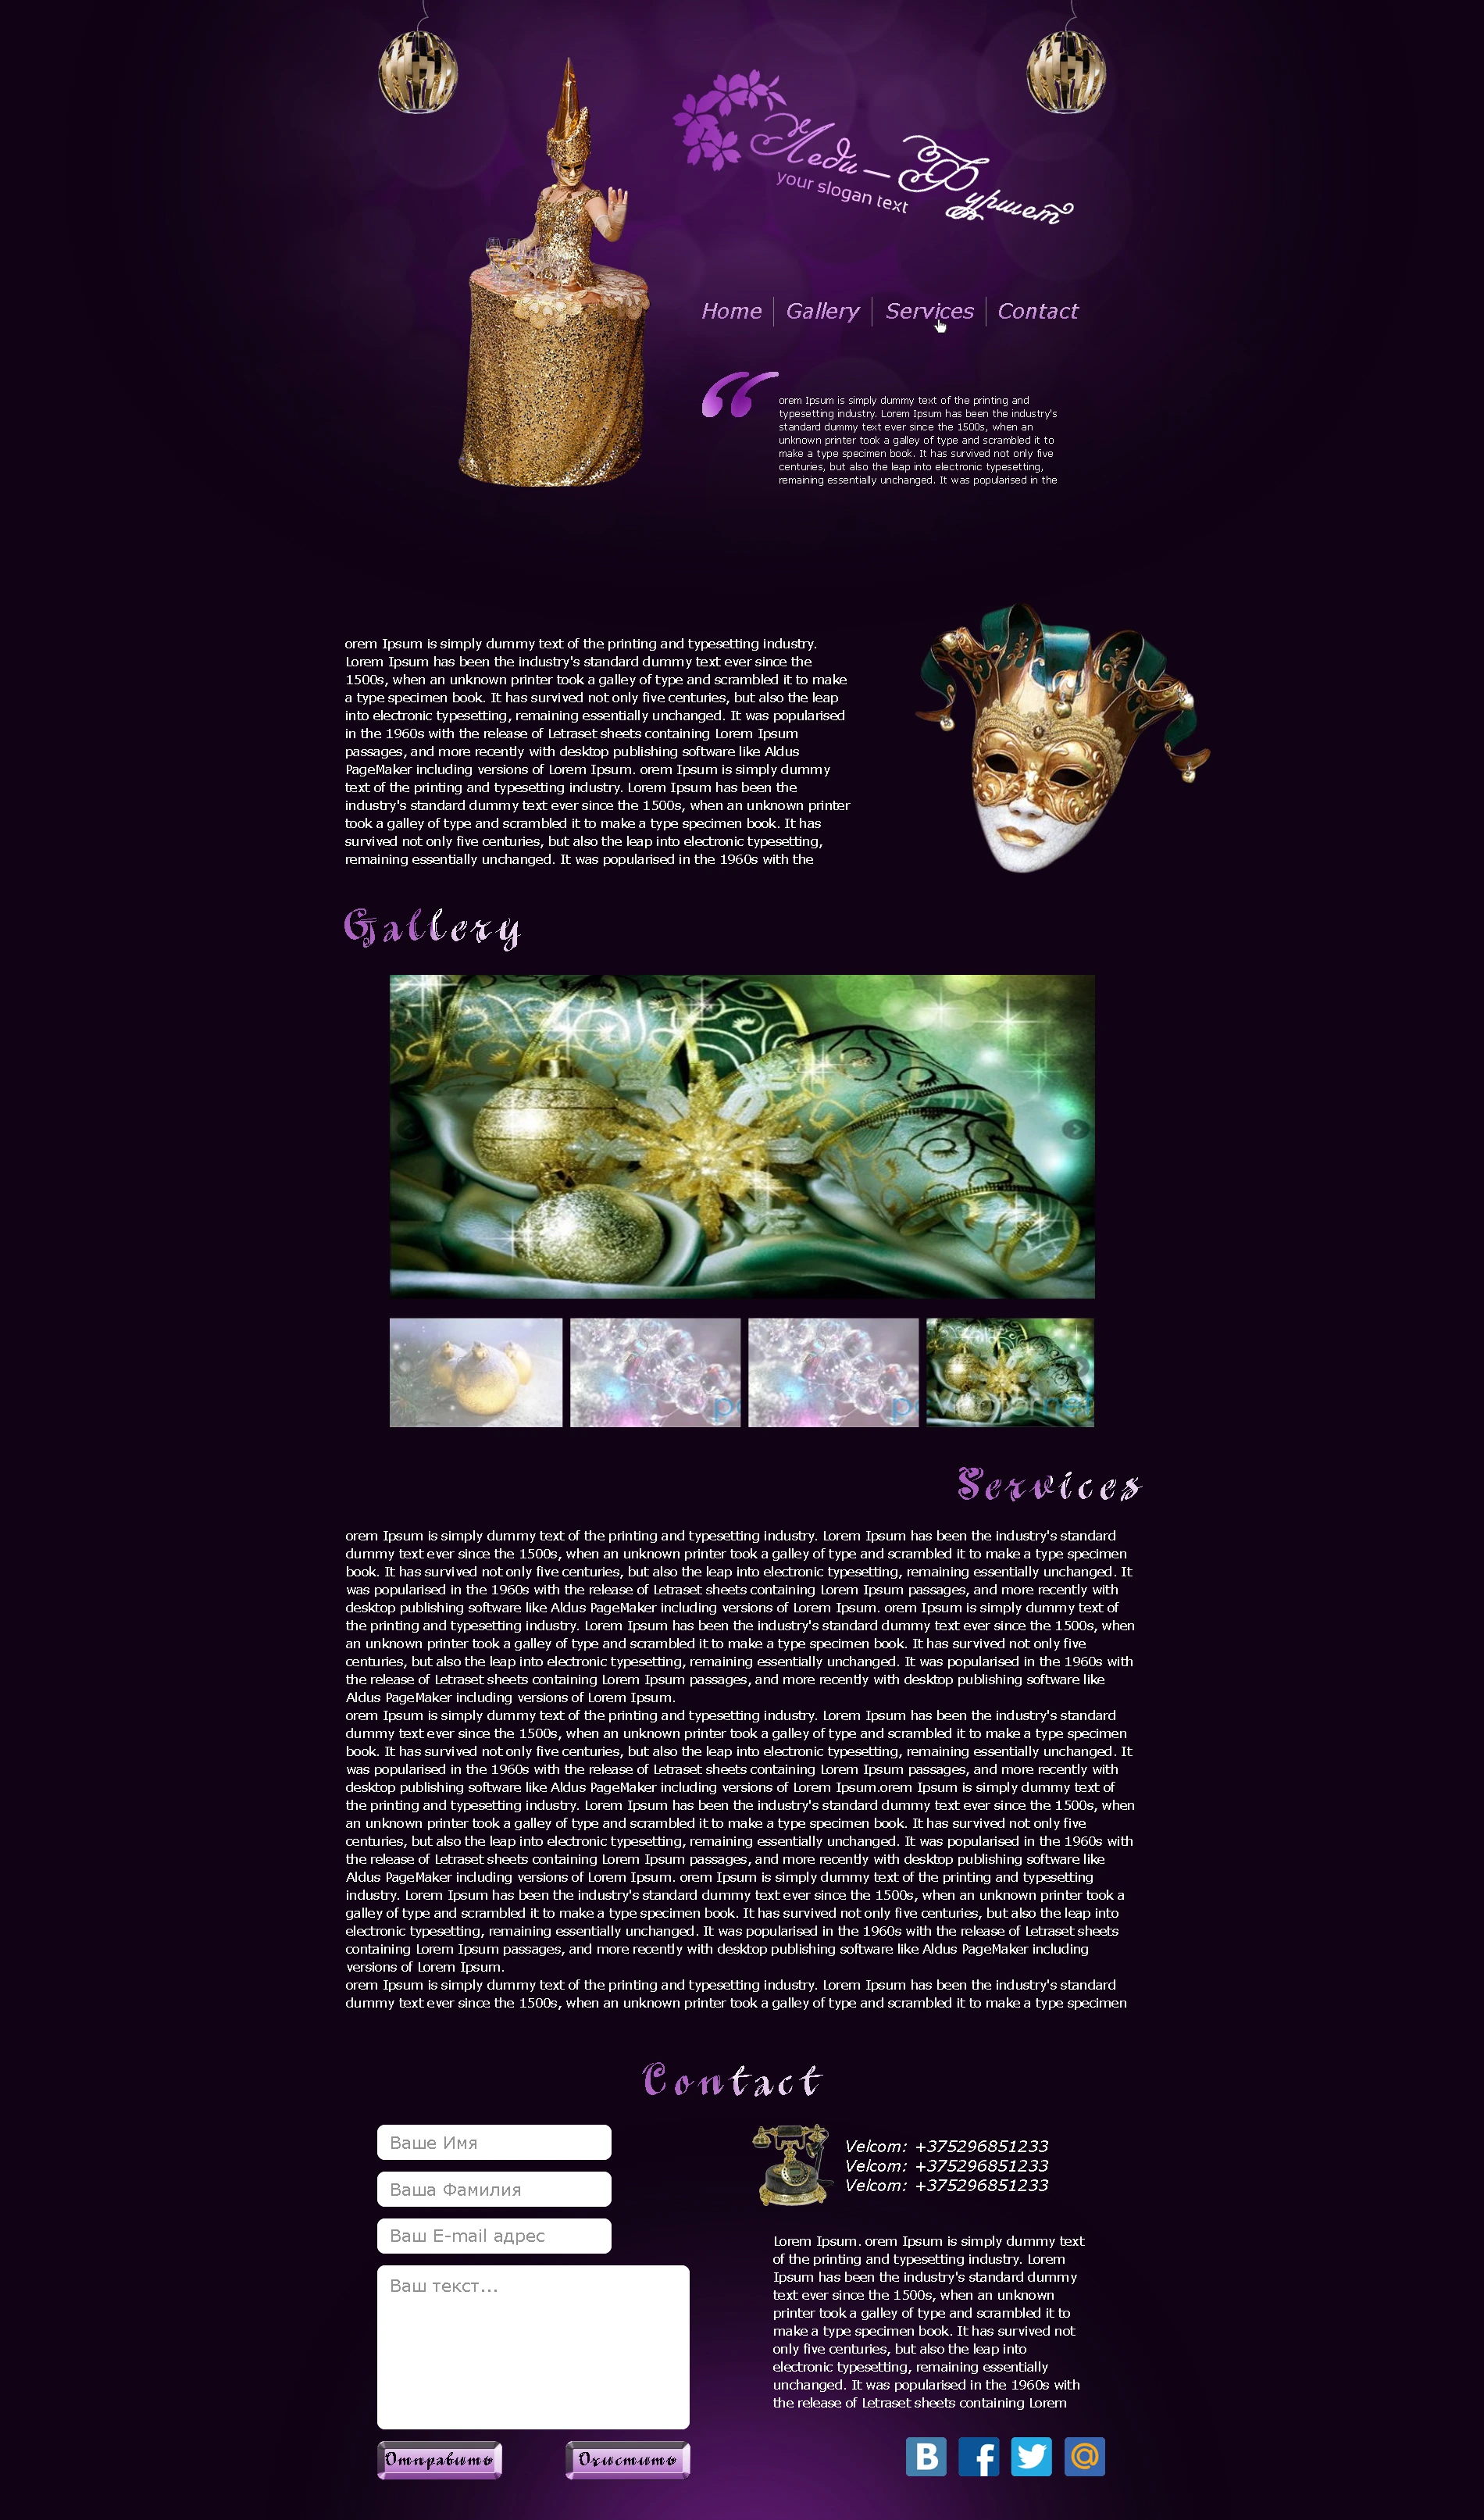 Леди-Фуршет
your slogan text
Home Gallery Services Contact
“
orem Ipsum is simply dummy text of the printing and
typesetting industry. Lorem Ipsum has been the industry's
standard dummy text ever since the 1500s, when an
unknown printer took a galley of type and scrambled it to
make a type specimen book. It has survived not only five
centuries, but also the leap into electronic typesetting,
remaining essentially unchanged. It was popularised in the
orem Ipsum is simply dummy text of the printing and typesetting industry.
Lorem Ipsum has been the industry's standard dummy text ever since the
1500s, when an unknown printer took a galley of type and scrambled it to make
a type specimen book. It has survived not only five centuries, but also the leap
into electronic typesetting, remaining essentially unchanged. It was popularised
in the 1960s with the release of Letraset sheets containing Lorem Ipsum
passages, and more recently with desktop publishing software like Aldus
PageMaker including versions of Lorem Ipsum. orem Ipsum is simply dummy
text of the printing and typesetting industry. Lorem Ipsum has been the
industry's standard dummy text ever since the 1500s, when an unknown printer
took a galley of type and scrambled it to make a type specimen book. It has
survived not only five centuries, but also the leap into electronic typesetting,
remaining essentially unchanged. It was popularised in the 1960s with the
Gallery
Services
orem Ipsum is simply dummy text of the printing and typesetting industry. Lorem Ipsum has been the industry's standard
dummy text ever since the 1500s, when an unknown printer took a galley of type and scrambled it to make a type specimen
book. It has survived not only five centuries, but also the leap into electronic typesetting, remaining essentially unchanged. It
was popularised in the 1960s with the release of Letraset sheets containing Lorem Ipsum passages, and more recently with
desktop publishing software like Aldus PageMaker including versions of Lorem Ipsum. orem Ipsum is simply dummy text of
the printing and typesetting industry. Lorem Ipsum has been the industry's standard dummy text ever since the 1500s, when
an unknown printer took a galley of type and scrambled it to make a type specimen book. It has survived not only five
centuries, but also the leap into electronic typesetting, remaining essentially unchanged. It was popularised in the 1960s with
the release of Letraset sheets containing Lorem Ipsum passages, and more recently with desktop publishing software like
Aldus PageMaker including versions of Lorem Ipsum.
orem Ipsum is simply dummy text of the printing and typesetting industry. Lorem Ipsum has been the industry's standard
dummy text ever since the 1500s, when an unknown printer took a galley of type and scrambled it to make a type specimen
book. It has survived not only five centuries, but also the leap into electronic typesetting, remaining essentially unchanged. It
was popularised in the 1960s with the release of Letraset sheets containing Lorem Ipsum passages, and more recently with
desktop publishing software like Aldus PageMaker including versions of Lorem Ipsum.orem Ipsum is simply dummy text of
the printing and typesetting industry. Lorem Ipsum has been the industry's standard dummy text ever since the 1500s, when
an unknown printer took a galley of type and scrambled it to make a type specimen book. It has survived not only five
centuries, but also the leap into electronic typesetting, remaining essentially unchanged. It was popularised in the 1960s with
the release of Letraset sheets containing Lorem Ipsum passages, and more recently with desktop publishing software like
Aldus PageMaker including versions of Lorem Ipsum. orem Ipsum is simply dummy text of the printing and typesetting
industry. Lorem Ipsum has been the industry's standard dummy text ever since the 1500s, when an unknown printer took a
galley of type and scrambled it to make a type specimen book. It has survived not only five centuries, but also the leap into
electronic typesetting, remaining essentially unchanged. It was popularised in the 1960s with the release of Letraset sheets
containing Lorem Ipsum passages, and more recently with desktop publishing software like Aldus PageMaker including
versions of Lorem Ipsum.
orem Ipsum is simply dummy text of the printing and typesetting industry. Lorem Ipsum has been the industry's standard
dummy text ever since the 1500s, when an unknown printer took a galley of type and scrambled it to make a type specimen
Contact
Ваше Имя
Ваша Фамилия
Ваш E-mail адрес
Ваш текст...
Отправить Очистить
Velcom: +375296851233
Velcom: +375296851233
Velcom: +375296851233
Lorem Ipsum. orem Ipsum is simply dummy text
of the printing and typesetting industry. Lorem
Ipsum has been the industry's standard dummy
text ever since the 1500s, when an unknown
printer took a galley of type and scrambled it to
make a type specimen book. It has survived not
only five centuries, but also the leap into
electronic typesetting, remaining essentially
unchanged. It was popularised in the 1960s with
the release of Letraset sheets containing Lorem
B f @